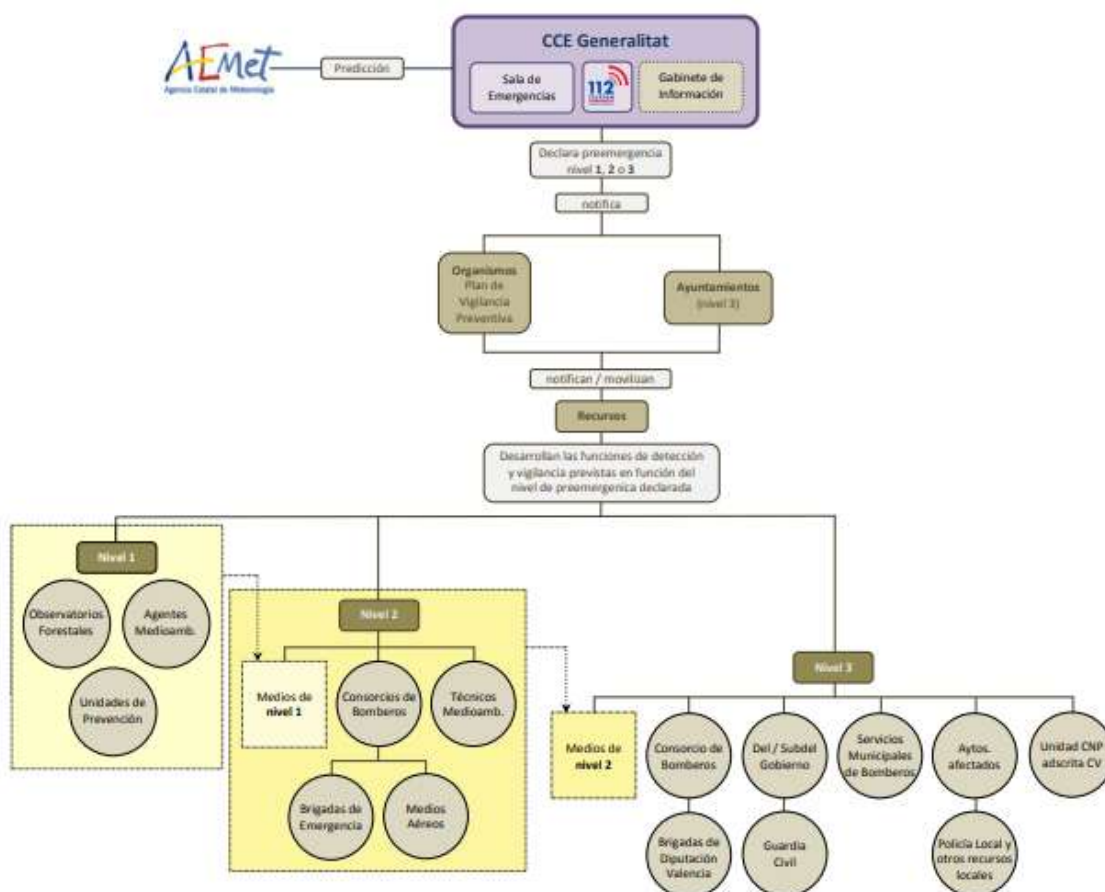 AEMet
Agencia Estatal de Meteorología
Predicción
CCE Generalitat
Sala de
Emergencias
112
Gabinete de
Información
Declara preemergencia
nivel 1, 2 o 3
notifica
Organismos
Plan de
Vigilancia
Preventiva
Ayuntamientos
(nivel 3)
notifican / movilizan
Recursos
Desarrollan las funciones de detección
y vigilancia previstas en función del
nivel de preemergenica declarada
Nivel 1
Observatorios
Forestales
Agentes
Medioamb.
Unidades de
Prevención
Nivel 2
Medios de
nivel 1
Consorcios de
Bomberos
Técnicos
Medioamb.
Brigadas de
Emergencia
Medios
Aéreos
Nivel 3
Medios de
nivel 2
Consorcio de
Bomberos
Del / Subdel
Gobierno
Servicios
Municipales
de Bomberos
Aytos.
afectados
Unidad CNP
adscrita CV
Brigadas de
Diputación
Valencia
Guardia
Civil
Policía Local y
otros recursos
locales